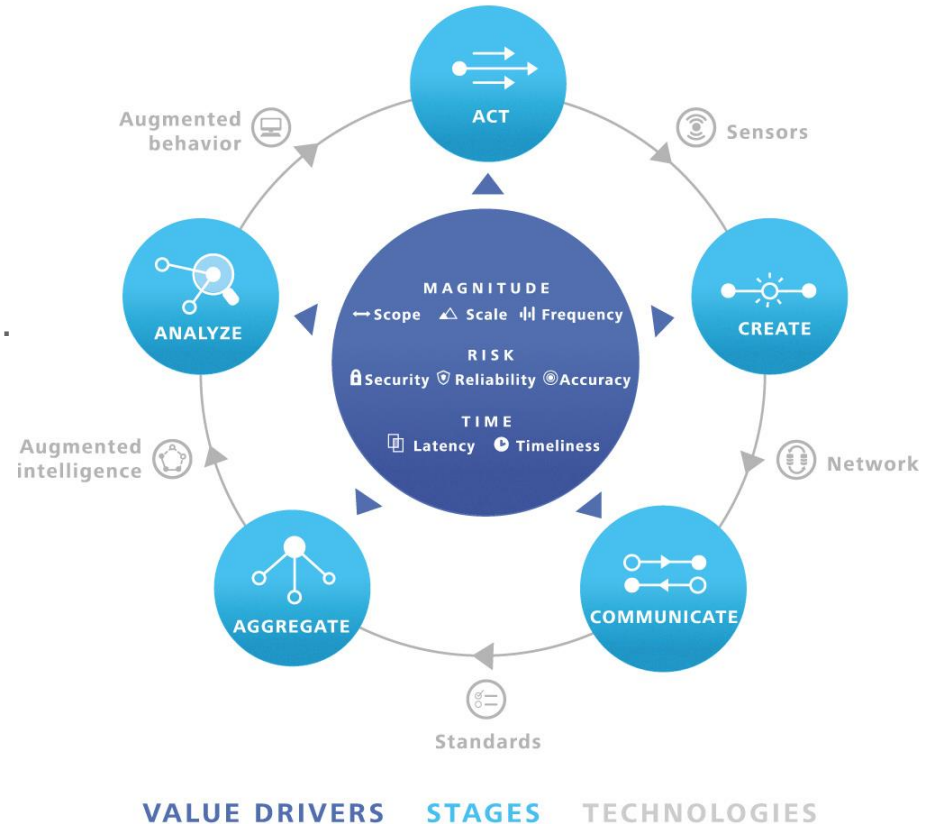 ACT
Augmented
behavior
Sensors
ANALYZE
MAGNITUDE
Scope Scale Frequency
RISK
Security Reliability Accuracy
TIME
Latency Timeliness
CREATE
Augmented
intelligence
Network
AGGREGATE
COMMUNICATE
Standards
VALUE DRIVERS STAGES TECHNOLOGIES